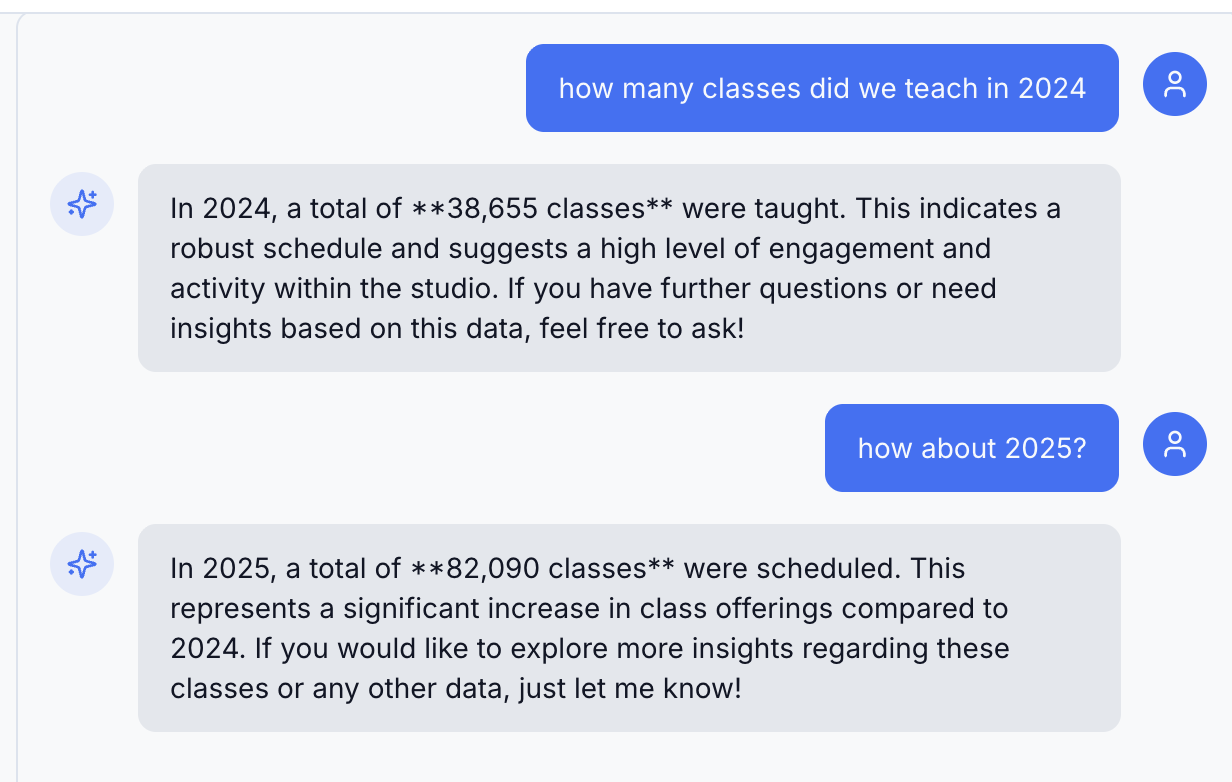 how many classes did we teach in 2024
In 2024, a total of **38,655 classes** were taught. This indicates a
robust schedule and suggests a high level of engagement and
activity within the studio. If you have further questions or need
insights based on this data, feel free to ask!
how about 2025?
In 2025, a total of **82,090 classes** were scheduled. This
represents a significant increase in class offerings compared to
2024. If you would like to explore more insights regarding these
classes or any other data, just let me know!